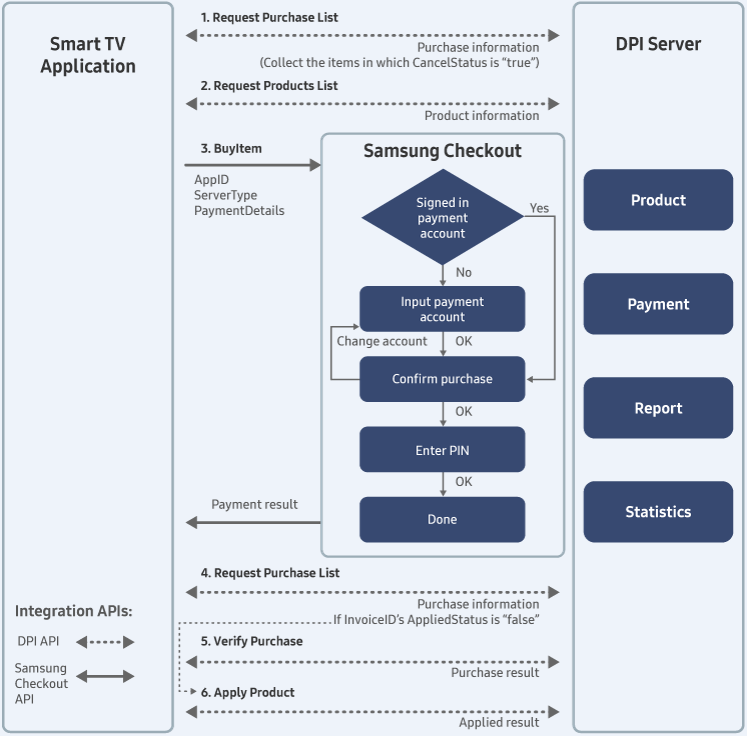 Smart TV
Application
1. Request Purchase List
Purchase information
(Collect the items in which CancelStatus is “true”)
2. Request Products List
Product information
3. BuyItem
AppID
ServerType
PaymentDetails
Samsung Checkout
Signed in
payment
account
Yes
No
Input payment
account
Change account
OK
Confirm purchase
OK
Enter PIN
OK
Done
Payment result
DPI Server
Product
Payment
Report
Statistics
4. Request Purchase List
Purchase information
If InvoiceID’s AppliedStatus is “false”
5. Verify Purchase
Purchase result
6. Apply Product
Applied result
Integration APIs:
DPI API
Samsung
Checkout
API